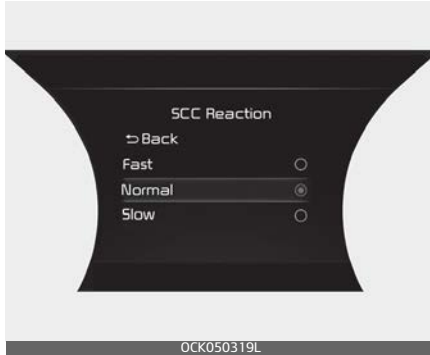 SCC Reaction
Back
Fast
Normal
Slow
OCK050319L